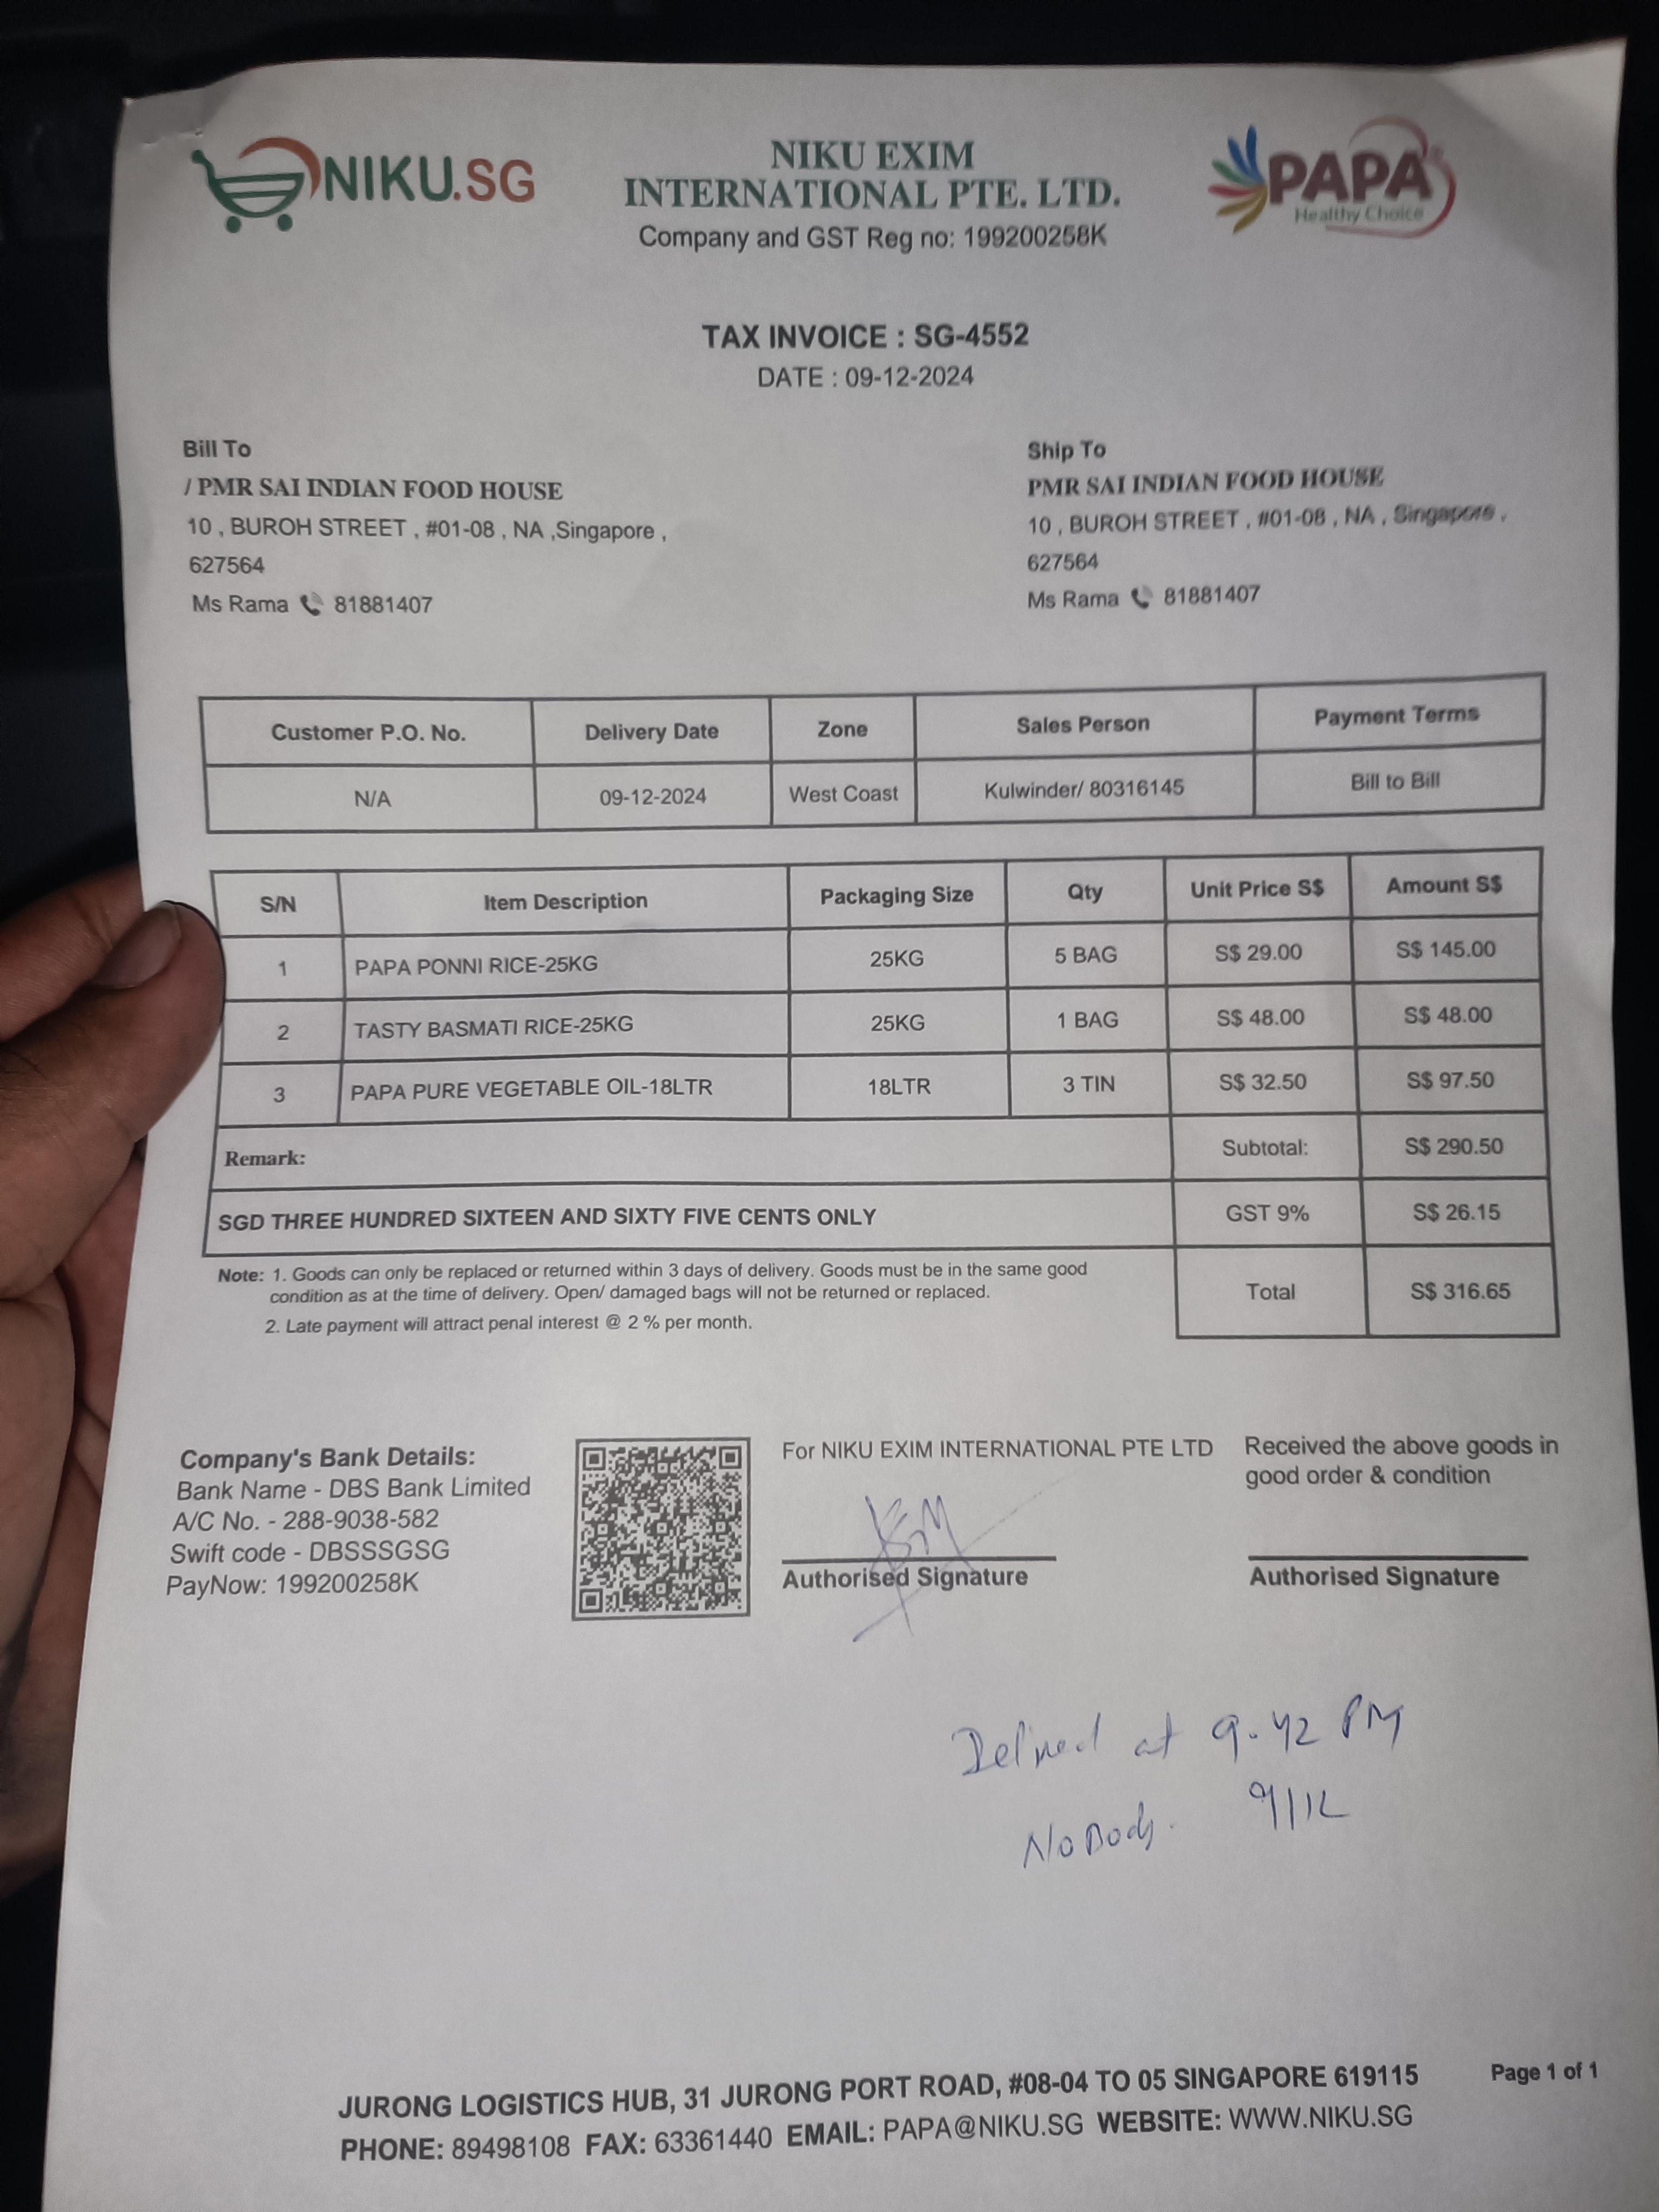 NIKU.SG
NIKU EXIM
INTERNATIONAL PTE. LTD.
Company and GST Reg no: 199200258K
PAPA
Healthy Choice
TAX INVOICE : SG-4552
DATE : 09-12-2024
Bill To
/ PMR SAI INDIAN FOOD HOUSE
10 , BUROH STREET , #01-08 , NA ,Singapore ,
627564
Ms Rama 81881407
Ship To
PMR SAI INDIAN FOOD HOUSE
10 , BUROH STREET , #01-08 , NA , Singapore ,
627564
Ms Rama 81881407
Customer P.O. No. Delivery Date Zone Sales Person Payment Terms
N/A 09-12-2024 West Coast Kulwinder/ 80316145 Bill to Bill
S/N Item Description Packaging Size Qty Unit Price S$ Amount S$
1 PAPA PONNI RICE-25KG 25KG 5 BAG S$ 29.00 S$ 145.00
2 TASTY BASMATI RICE-25KG 25KG 1 BAG S$ 48.00 S$ 48.00
3 PAPA PURE VEGETABLE OIL-18LTR 18LTR 3 TIN S$ 32.50 S$ 97.50
Remark: Subtotal: S$ 290.50
SGD THREE HUNDRED SIXTEEN AND SIXTY FIVE CENTS ONLY GST 9% S$ 26.15
Total S$ 316.65
Note: 1. Goods can only be replaced or returned within 3 days of delivery. Goods must be in the same good
condition as at the time of delivery. Open/ damaged bags will not be returned or replaced.
2. Late payment will attract penal interest @ 2 % per month.
Company's Bank Details:
Bank Name - DBS Bank Limited
A/C No. - 288-9038-582
Swift code - DBSSSGSG
PayNow: 199200258K
For NIKU EXIM INTERNATIONAL PTE LTD
Authorised Signature
Received the above goods in
good order & condition
Authorised Signature
at 9.42 PM
NoBody. 9/12
JURONG LOGISTICS HUB, 31 JURONG PORT ROAD, #08-04 TO 05 SINGAPORE 619115
PHONE: 89498108 FAX: 63361440 EMAIL: PAPA@NIKU.SG WEBSITE: WWW.NIKU.SG
Page 1 of 1